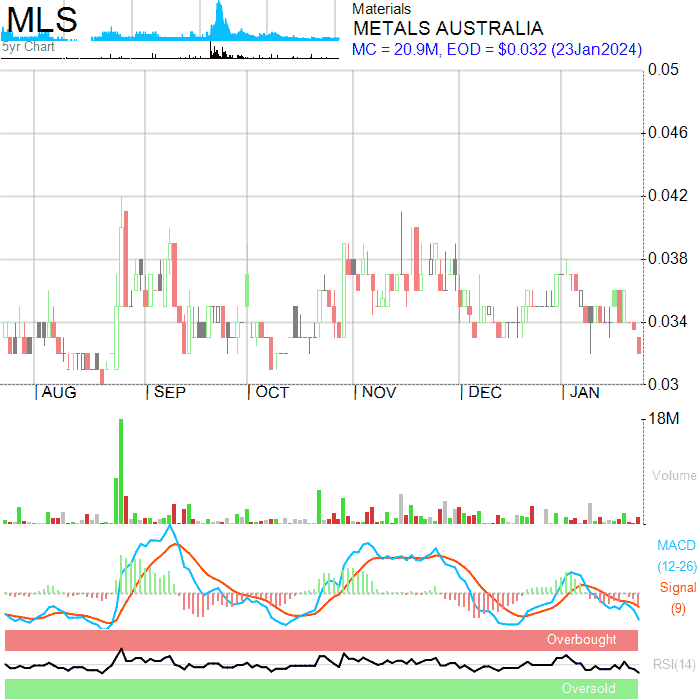 MLS
5yr Chart
Materials
METALS AUSTRALIA
MC = 20.9M, EOD = $0.032 (23Jan2024)
0.05
0.046
0.042
0.038
0.034
0.03
AUG SEP OCT NOV DEC JAN
18M
Volume
MACD
(12-26)
Signal
(9)
Overbought
RSI(14)
Oversold